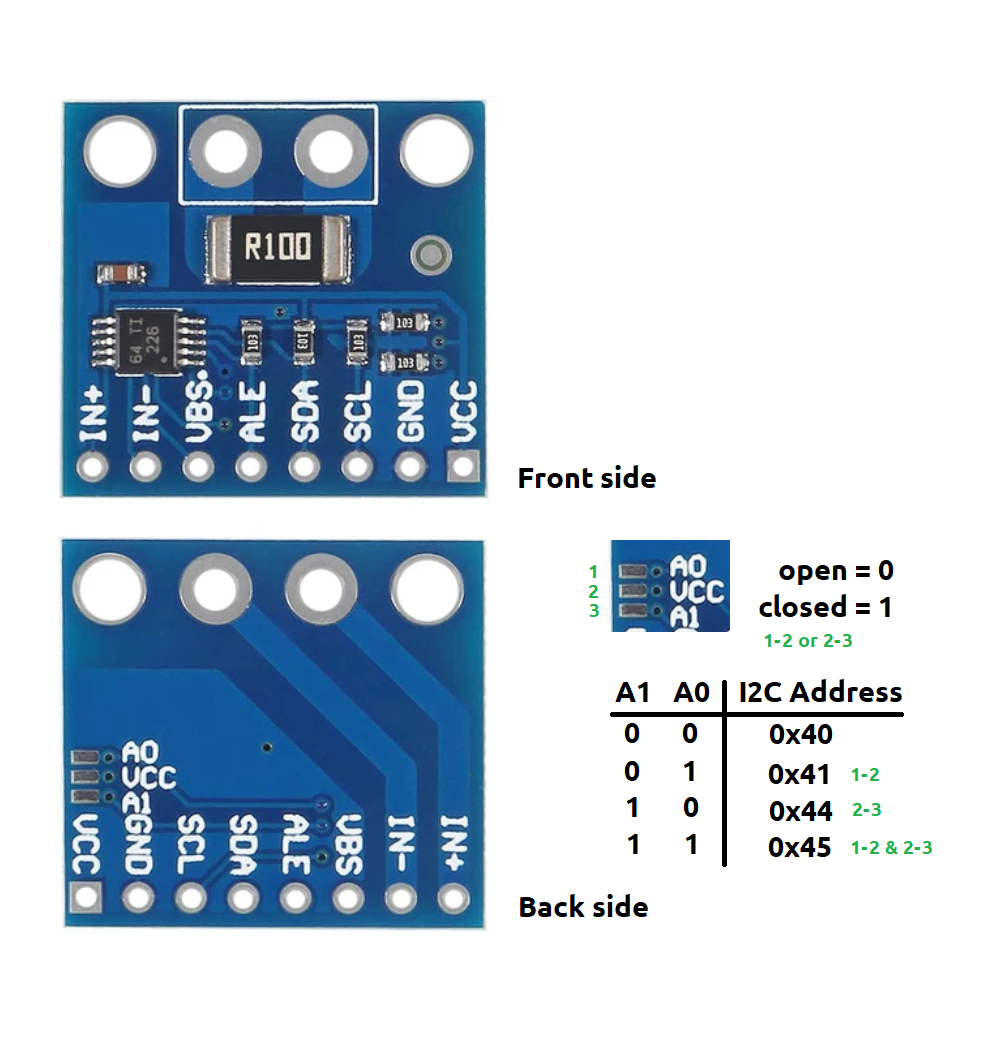 R100
64 TI
226
103
103
103
103
103
IN+
IN-
VBS
ALE
SDA
SCL
GND
VCC
Front side
1
2
3
A0
VCC
A1
open = 0
closed = 1
1-2 or 2-3
A1 A0 I2C Address
0 0 0x40
0 1 0x41 1-2
1 0 0x44 2-3
1 1 0x45 1-2 & 2-3
A0
VCC
A1
VCC
GND
SCL
SDA
ALE
VBS
IN-
IN+
Back side